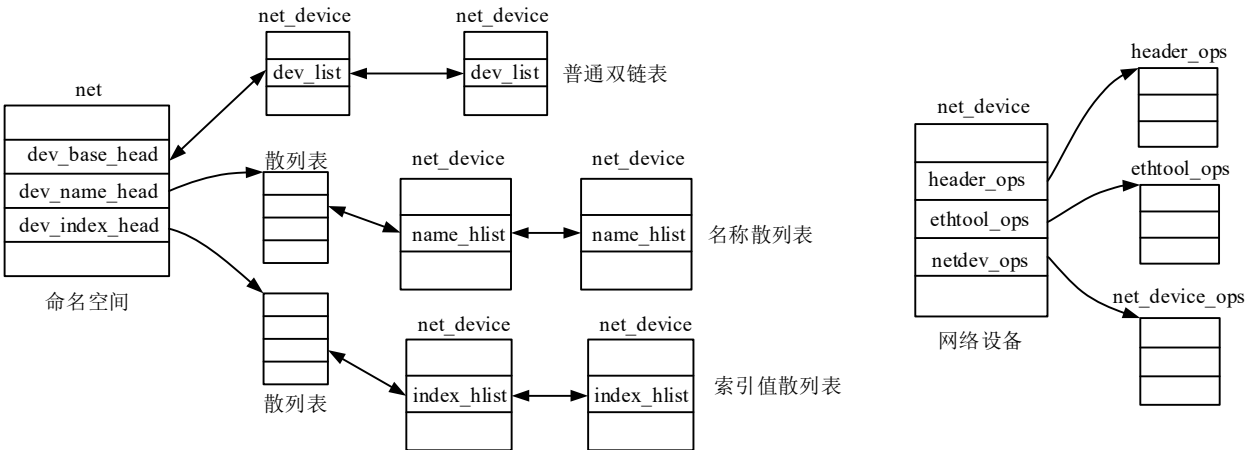 net
dev_base_head
dev_name_head
dev_index_head
命名空间
net_device
net_device
dev_list
dev_list
普通双链表
散列表
net_device
net_device
name_hlist
name_hlist
名称散列表
散列表
net_device
net_device
index_hlist
index_hlist
索引值散列表
net_device
header_ops
ethtool_ops
netdev_ops
网络设备
header_ops
ethtool_ops
net_device_ops